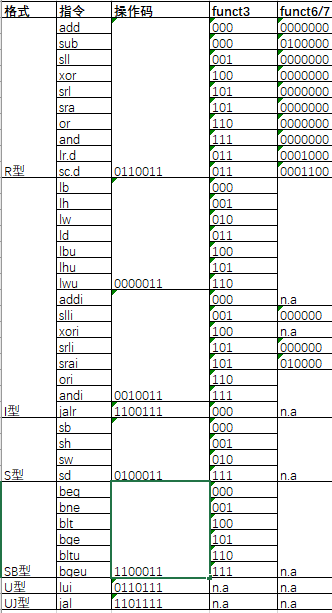 格式 指令 操作码 funct3 funct6/7
add 000 0000000
sub 000 0100000
sll 001 0000000
xor 100 0000000
srl 101 0000000
sra 101 0000000
or 110 0000000
and 111 0000000
lr.d 011 0001000
R型 sc.d 0110011 011 0001100
lb 000
lh 001
lw 010
ld 011
lbu 100
lhu 101
lwu 0000011 110
addi 000 n.a
slli 001 000000
xori 100 n.a
srli 101 000000
srai 101 010000
ori 110
andi 0010011 111
I型 jalr 1100111 000 n.a
sb 000
sh 001
sw 010
S型 sd 0100011 111 n.a
beq 000
bne 001
blt 100
bge 101
bltu 110
SB型 bgeu 1100011 111 n.a
U型 lui 0110111 n.a n.a
UJ型 jal 1101111 n.a n.a